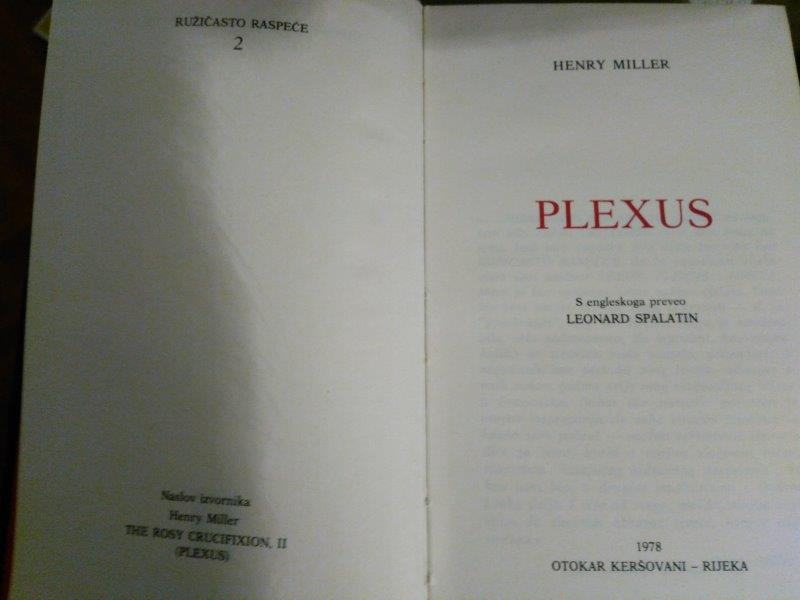 RUŽIČASTO RASPEĆE
2
Naslov izvornika
Henry Miller
THE ROSY CRUCIFIXION, II
(PLEXUS)
HENRY MILLER
PLEXUS
S engleskoga preveo
LEONARD SPALATIN
1978
OTOKAR KERŠOVANI – RIJEKA